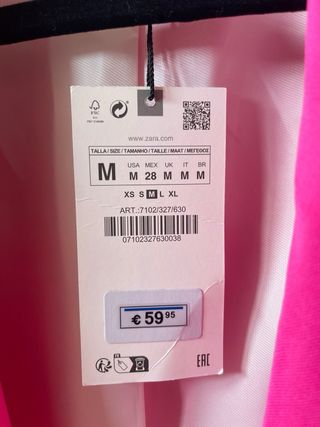 FSC
www.zara.com
TALLA / SIZE / TAMANHO / TAILLE / MAAT / ΜΕΓΕΘΟΣ
M
USA MEX UK IT BR
M 28 M M M
XS S M L XL
ART.:7102/327/630
07102327630038
€ 59 95
EAC